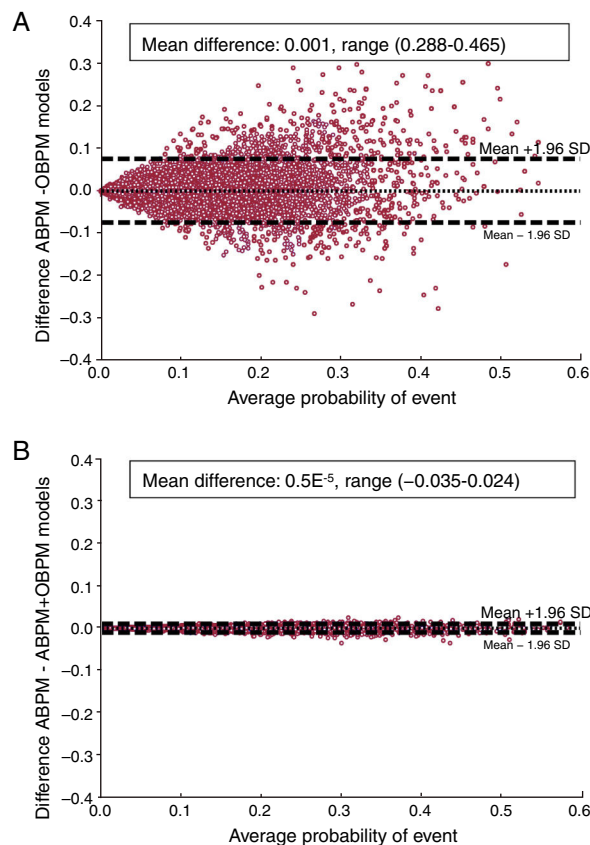 A
Mean difference: 0.001, range (0.288-0.465)
Difference ABPM -OBPM models
0.4
0.3
0.2
0.1
0.0
−0.1
−0.2
−0.3
−0.4
Mean +1.96 SD
Mean − 1.96 SD
0.0 0.1 0.2 0.3 0.4 0.5 0.6
Average probability of event
B
Mean difference: 0.5E⁻⁵, range (−0.035-0.024)
Difference ABPM - ABPM+OBPM models
0.4
0.3
0.2
0.1
0.0
−0.1
−0.2
−0.3
−0.4
Mean +1.96 SD
Mean − 1.96 SD
0.0 0.1 0.2 0.3 0.4 0.5 0.6
Average probability of event